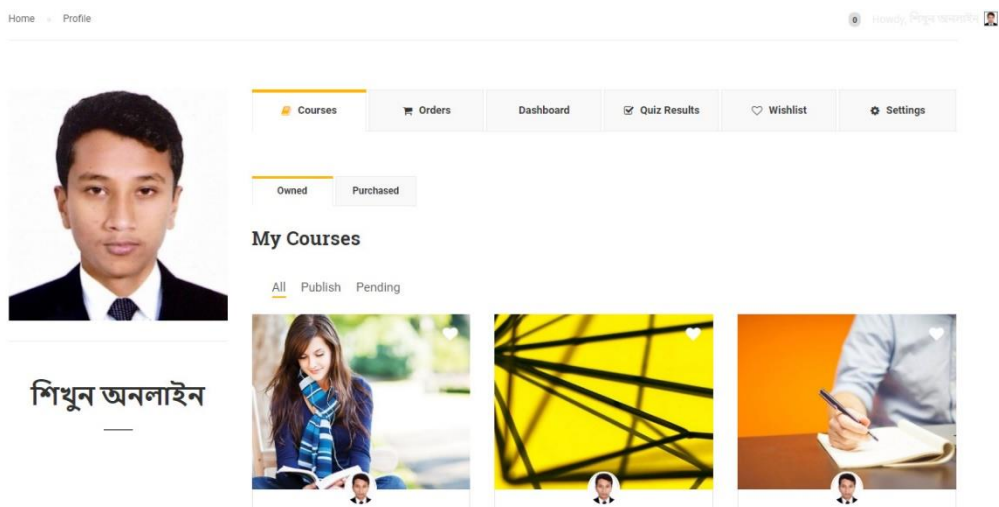 Home » Profile
0 Howdy, শিখুন অনলাইন
Courses Orders Dashboard Quiz Results Wishlist Settings
Owned Purchased
My Courses
All Publish Pending
শিখুন অনলাইন